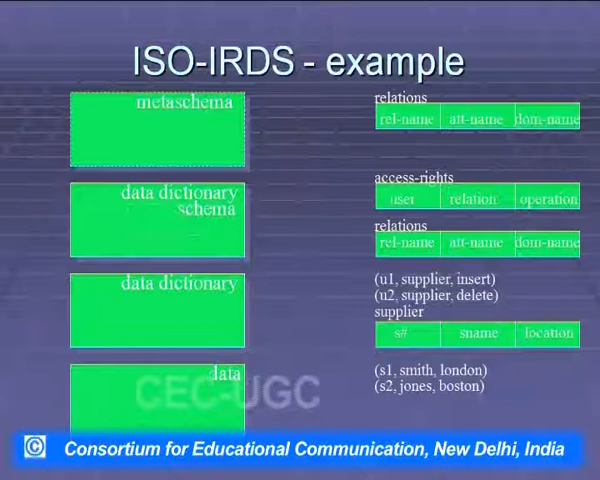 ISO-IRDS - example
metaschema
relations
rel-name att-name dom-name
data dictionary
schema
access-rights
user relation operation
relations
rel-name att-name dom-name
data dictionary
(u1, supplier, insert)
(u2, supplier, delete)
supplier
s# sname location
data
(s1, smith, london)
(s2, jones, boston)
CEC-UGC
© Consortium for Educational Communication, New Delhi, India